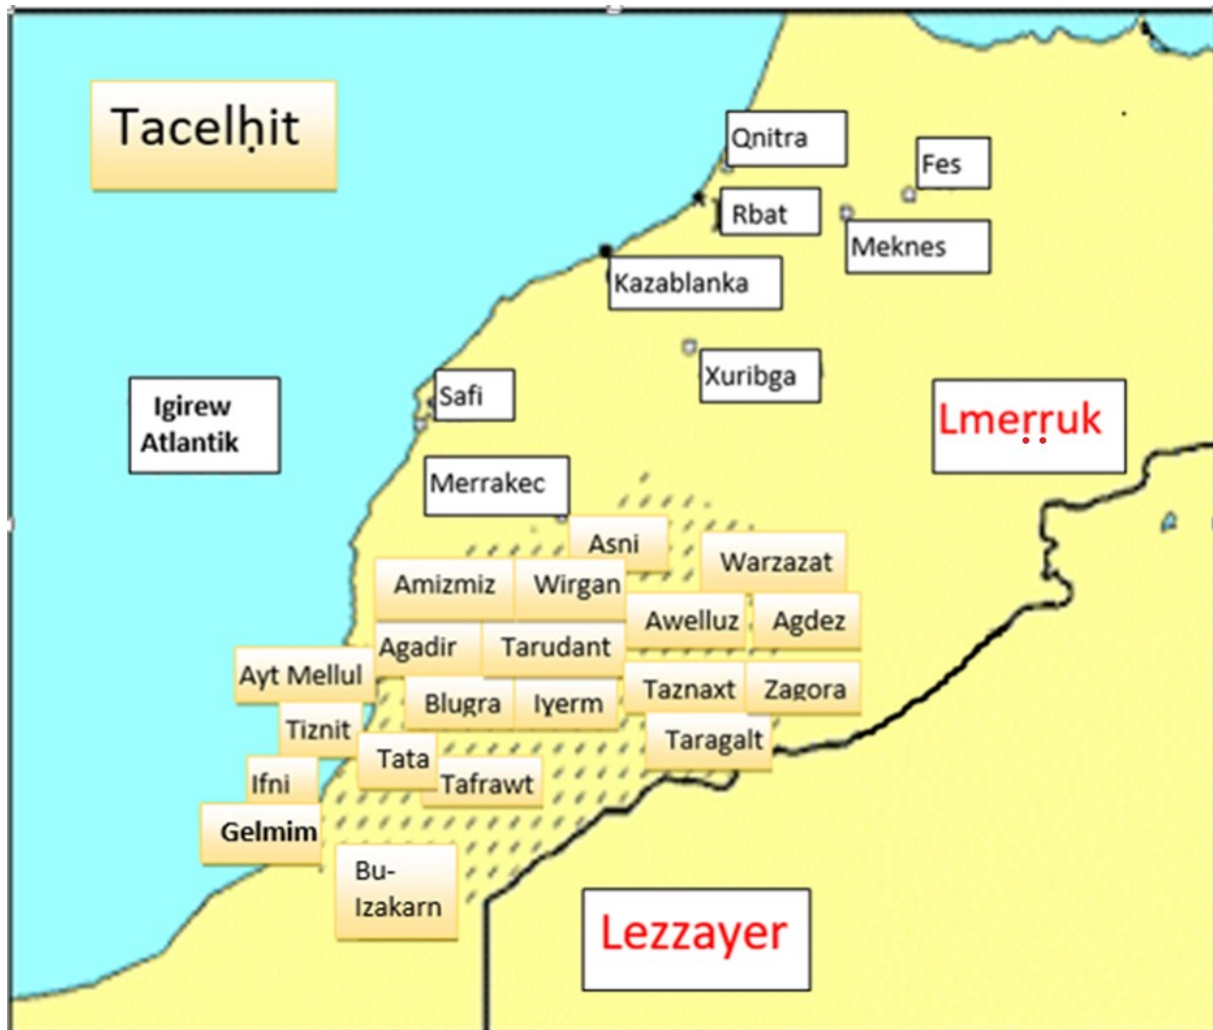 Tacelḥit
Qnitra
Fes
Rbat
Meknes
Kazablanka
Xuribga
Safi
Igirew
Atlantik
Lmeṛṛuk
Merrakec
Asni
Warzazat
Amizmiz
Wirgan
Awelluz
Agdez
Agadir
Tarudant
Ayt Mellul
Taznaxt
Zagora
Blugra
Iɣerm
Tiznit
Taragalt
Tata
Tafrawt
Ifni
Gelmim
Bu-
Izakarn
Lezzayer